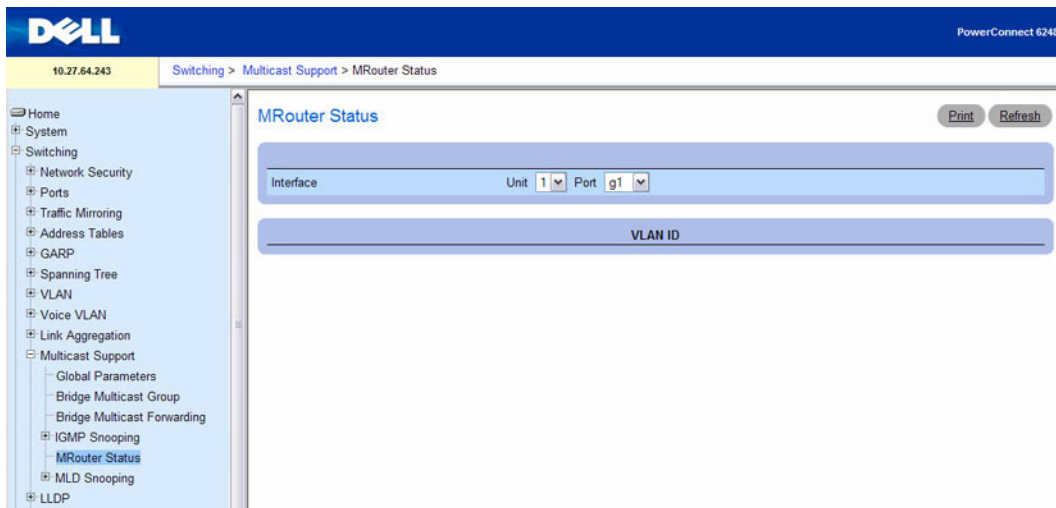 DELL
PowerConnect 6248
10.27.64.243
Switching > Multicast Support > MRouter Status
Home
System
Switching
Network Security
Ports
Traffic Mirroring
Address Tables
GARP
Spanning Tree
VLAN
Voice VLAN
Link Aggregation
Multicast Support
Global Parameters
Bridge Multicast Group
Bridge Multicast Forwarding
IGMP Snooping
MRouter Status
MLD Snooping
LLDP
MRouter Status
Print Refresh
Interface Unit 1 Port g1
VLAN ID